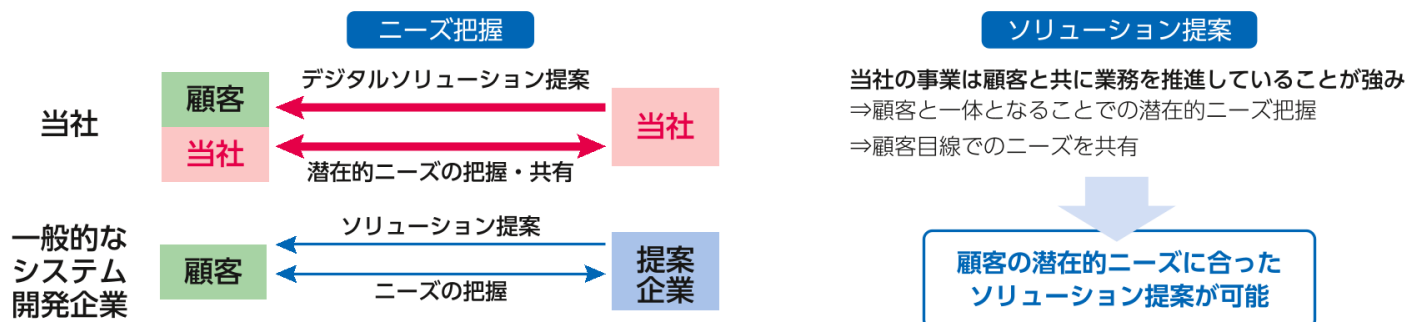 ニーズ把握
当社
顧客
当社
デジタルソリューション提案
潜在的ニーズの把握・共有
当社
一般的な
システム
開発企業
顧客
ソリューション提案
ニーズの把握
提案
企業
ソリューション提案
当社の事業は顧客と共に業務を推進していることが強み
⇒顧客と一体となることでの潜在的ニーズ把握
⇒顧客目線でのニーズを共有
顧客の潜在的ニーズに合った
ソリューション提案が可能